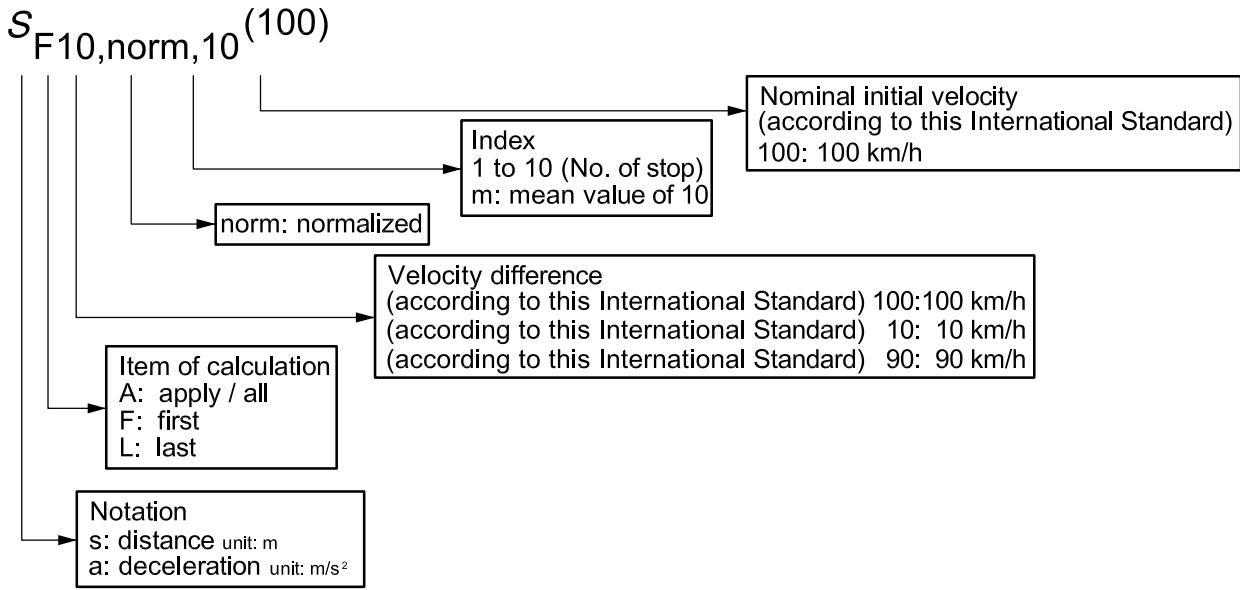 s F10,norm,10 (100)
Nominal initial velocity
(according to this International Standard)
100: 100 km/h
Index
1 to 10 (No. of stop)
m: mean value of 10
norm: normalized
Velocity difference
(according to this International Standard) 100:100 km/h
(according to this International Standard) 10: 10 km/h
(according to this International Standard) 90: 90 km/h
Item of calculation
A: apply / all
F: first
L: last
Notation
s: distance unit: m
a: deceleration unit: m/s²